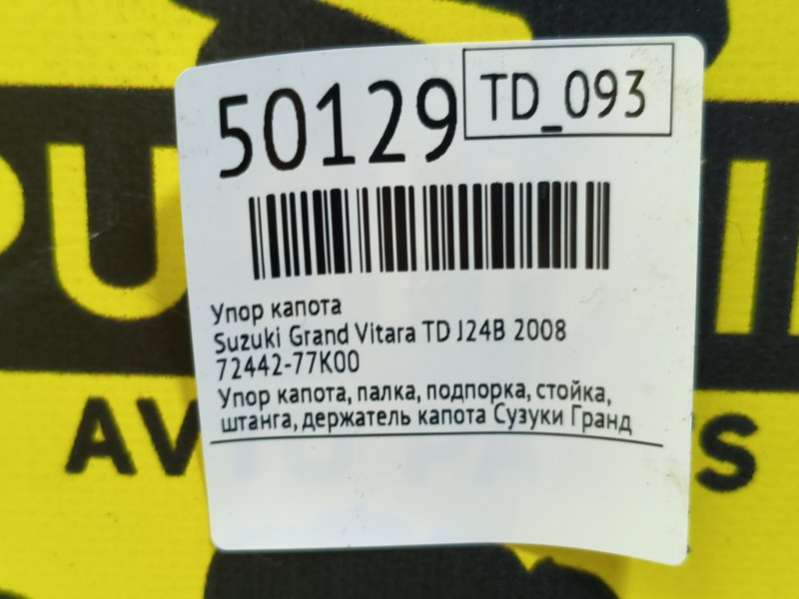 50129
TD_093
Упор капота
Suzuki Grand Vitara TD J24B 2008
72442-77K00
Упор капота, палка, подпорка, стойка,
штанга, держатель капота Сузуки Гранд